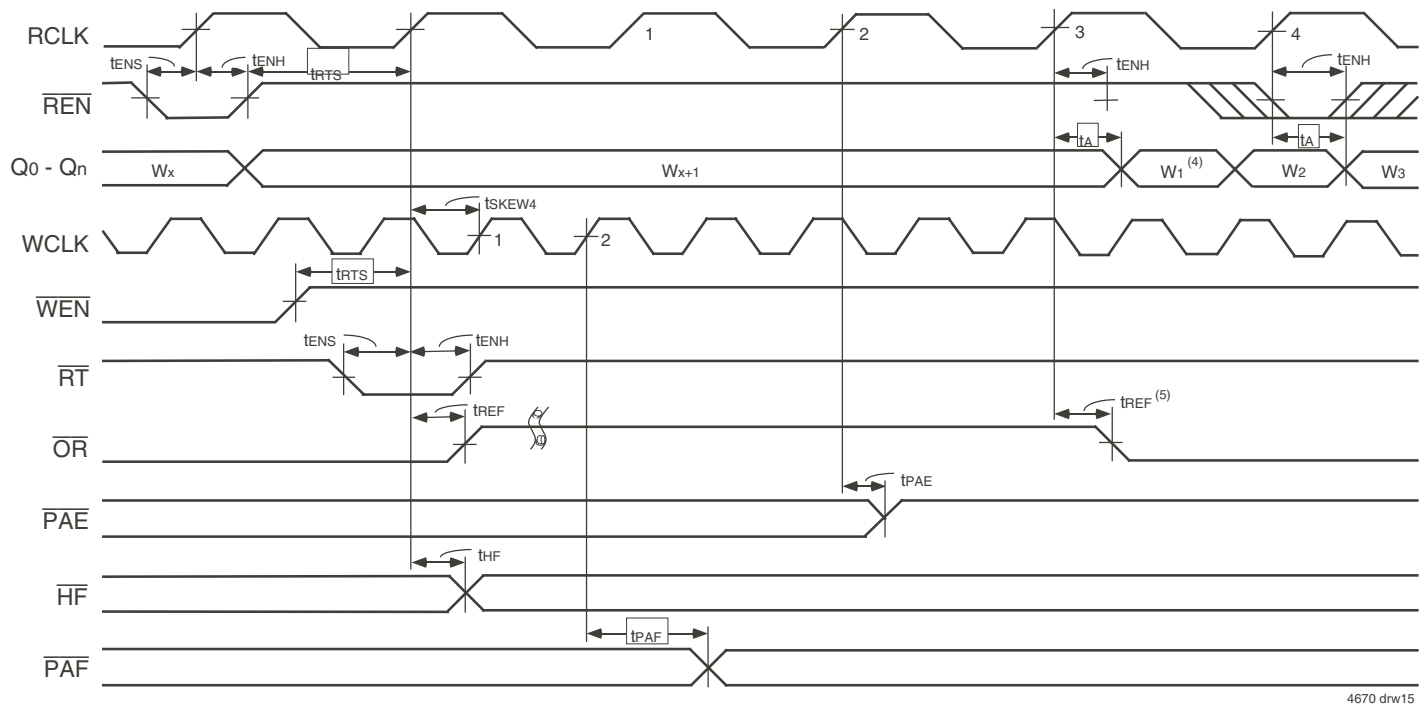 RCLK 1 2 3 4
tENS tENH tRTS tENH tENH
REN
tA tA
Q0 - Qn Wx Wx+1 W1 (4) W2 W3
tSKEW4
WCLK 1 2
tRTS
WEN
tENS tENH
RT
tREF tREF (5)
OR
tPAE
PAE
tHF
HF
tPAF
PAF
4670 drw15